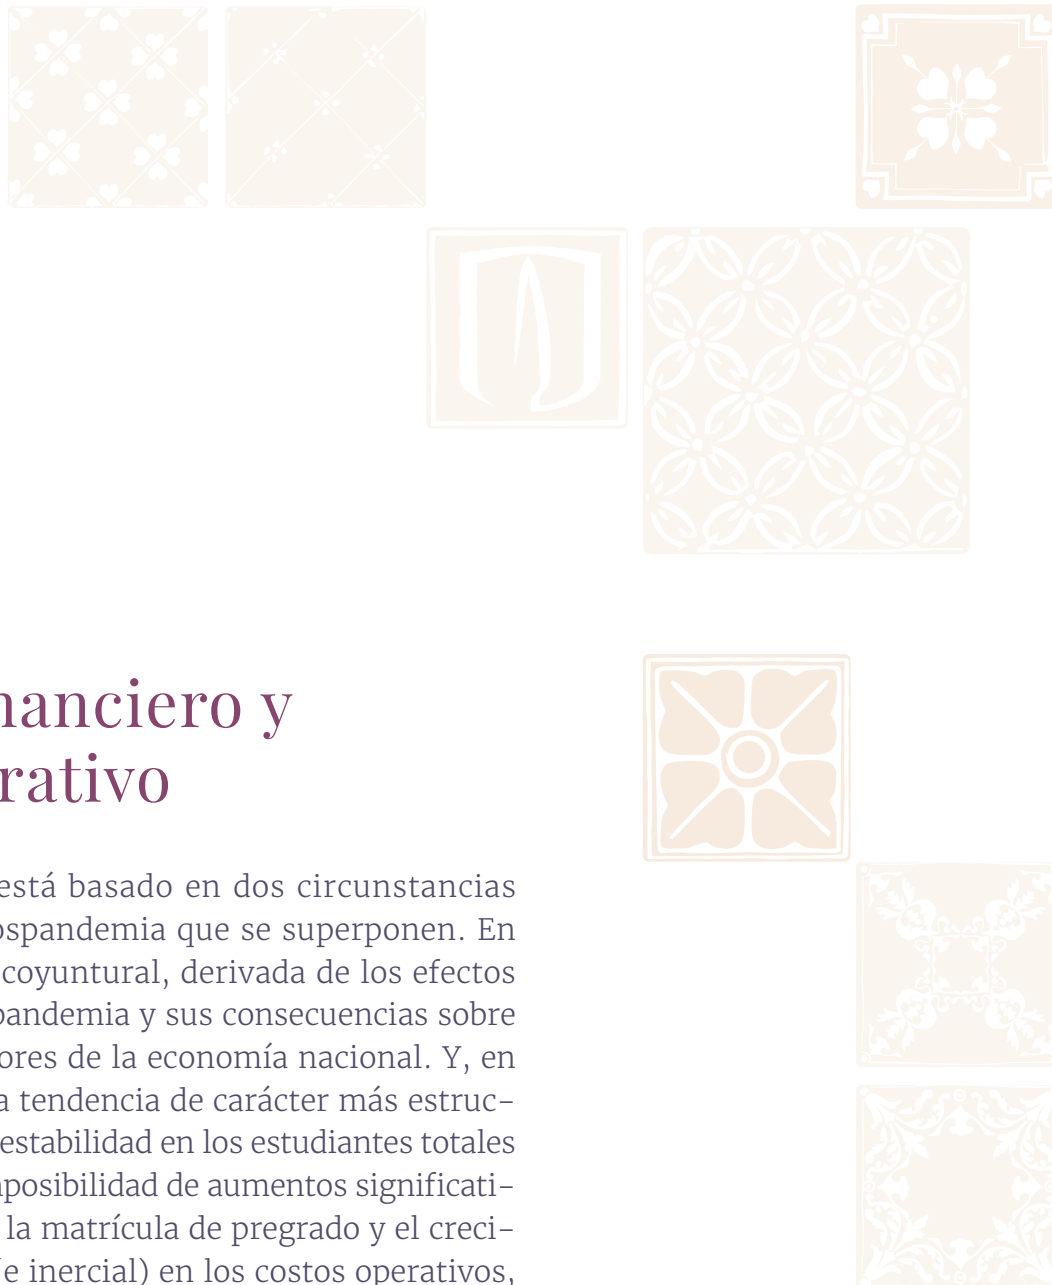 nanciero y
rativo
está basado en dos circunstancias
ospandemia que se superponen. En
coyuntural, derivada de los efectos
pandemia y sus consecuencias sobre
ores de la economía nacional. Y, en
a tendencia de carácter más estruc-
estabilidad en los estudiantes totales
posibilidad de aumentos significati-
la matrícula de pregrado y el creci-
e inercial) en los costos operativos,